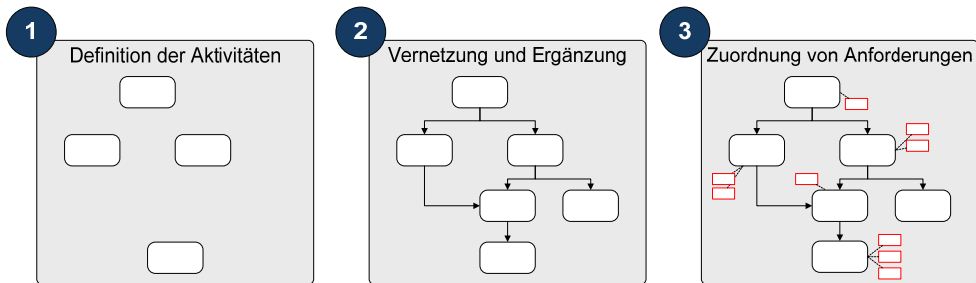 1
Definition der Aktivitäten
2
Vernetzung und Ergänzung
3
Zuordnung von Anforderungen